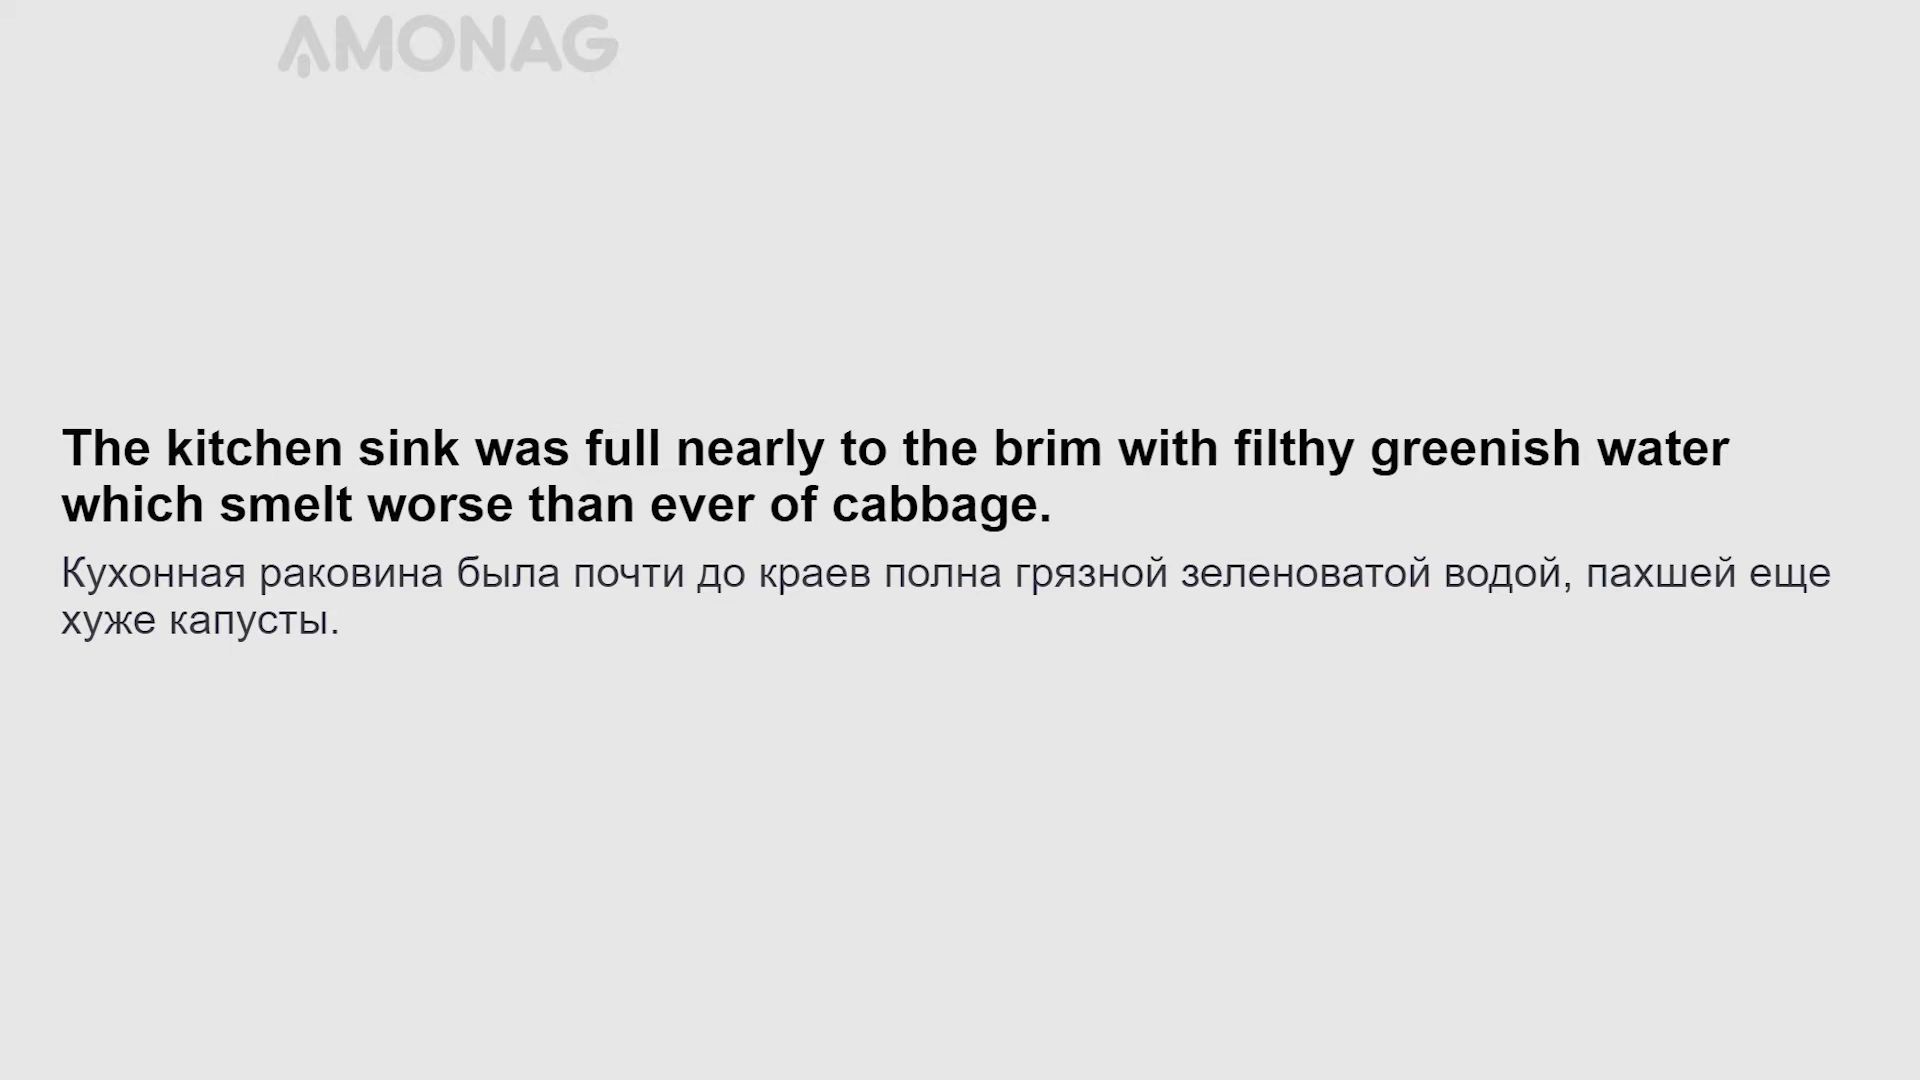 AMONAG
The kitchen sink was full nearly to the brim with filthy greenish water
which smelt worse than ever of cabbage.
Кухонная раковина была почти до краев полна грязной зеленоватой водой, пахшей еще
хуже капусты.